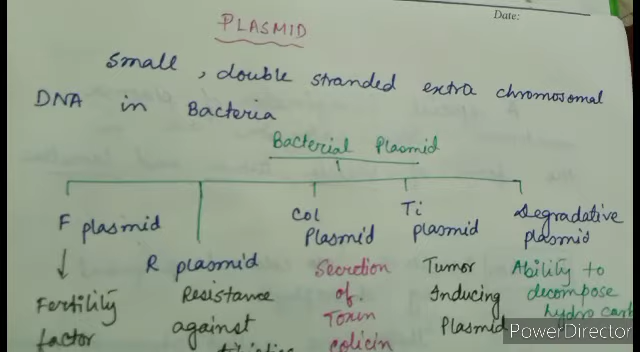 Date:
PLASMID
Small, double stranded extra chromosomal
DNA in Bacteria
Bacterial Plasmid
F plasmid
R plasmid
Col Plasmid
Ti plasmid
Degradative plasmid
Fertility factor
Resistance against
Secretion of Toxin colicin
Tumor Inducing Plasmid
Ability to decompose hydro
PowerDirector